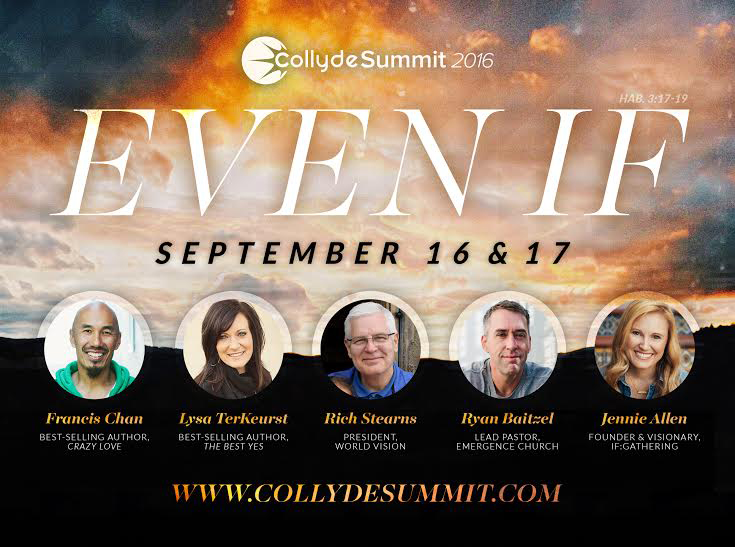 CollydeSummit 2016
HAB. 3:17-19
EVEN IF
SEPTEMBER 16 & 17
Francis Chan
BEST-SELLING AUTHOR,
CRAZY LOVE
Lysa TerKeurst
BEST-SELLING AUTHOR,
THE BEST YES
Rich Stearns
PRESIDENT,
WORLD VISION
Ryan Baitzel
LEAD PASTOR,
EMERGENCE CHURCH
Jennie Allen
FOUNDER & VISIONARY,
IF:GATHERING
WWW.COLLYDESUMMIT.COM